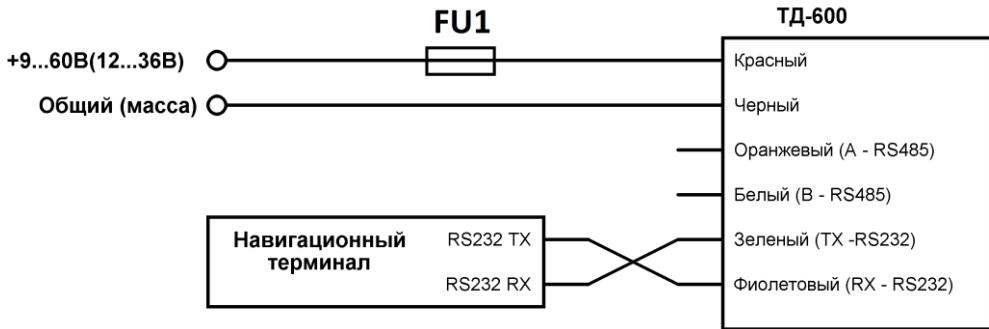 FU1
ТД-600
+9...60В(12...36В)
Красный
Общий (масса)
Черный
Оранжевый (А - RS485)
Белый (В - RS485)
Навигационный
терминал
RS232 TX
Зеленый (TX -RS232)
RS232 RX
Фиолетовый (RX - RS232)